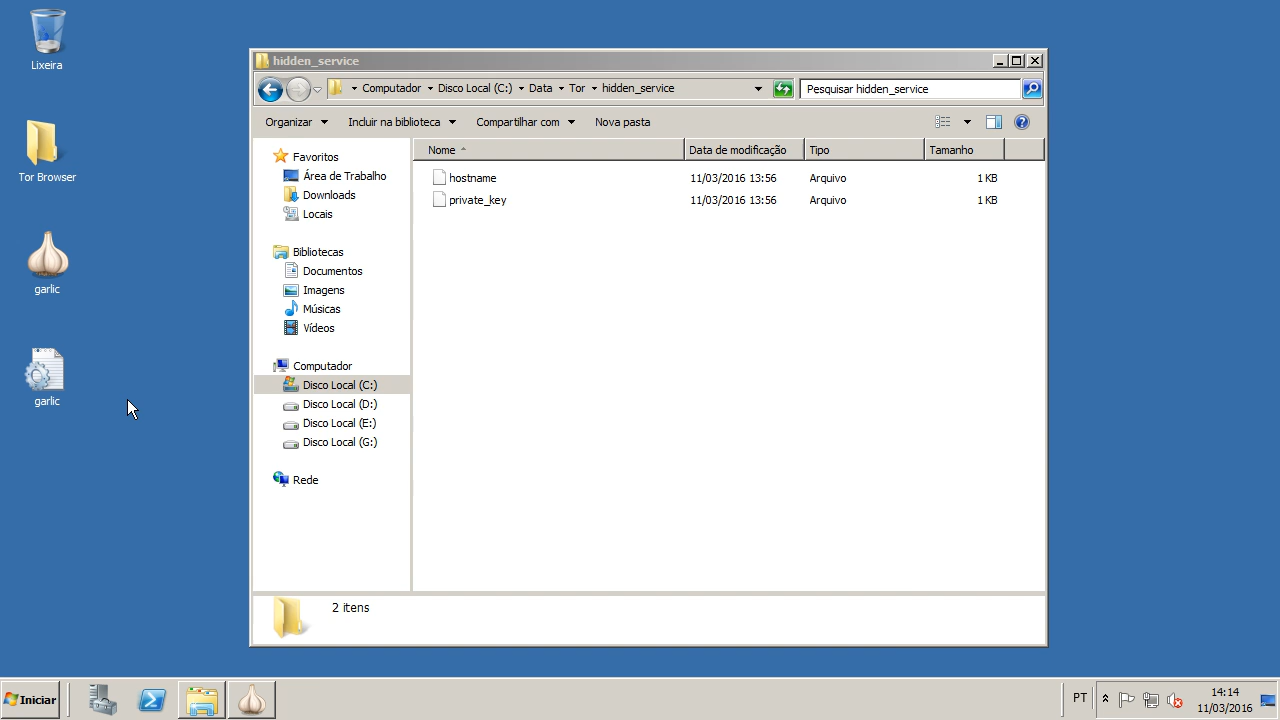 Lixeira
Tor Browser
garlic
garlic
hidden_service
Computador Disco Local (C:) Data Tor hidden_service
Pesquisar hidden_service
Organizar Incluir na biblioteca Compartilhar com Nova pasta
Favoritos
Área de Trabalho
Downloads
Locais
Bibliotecas
Documentos
Imagens
Músicas
Vídeos
Computador
Disco Local (C:)
Disco Local (D:)
Disco Local (E:)
Disco Local (G:)
Rede
Nome Data de modificação Tipo Tamanho
hostname 11/03/2016 13:56 Arquivo 1 KB
private_key 11/03/2016 13:56 Arquivo 1 KB
2 itens
Iniciar
PT
14:14
11/03/2016